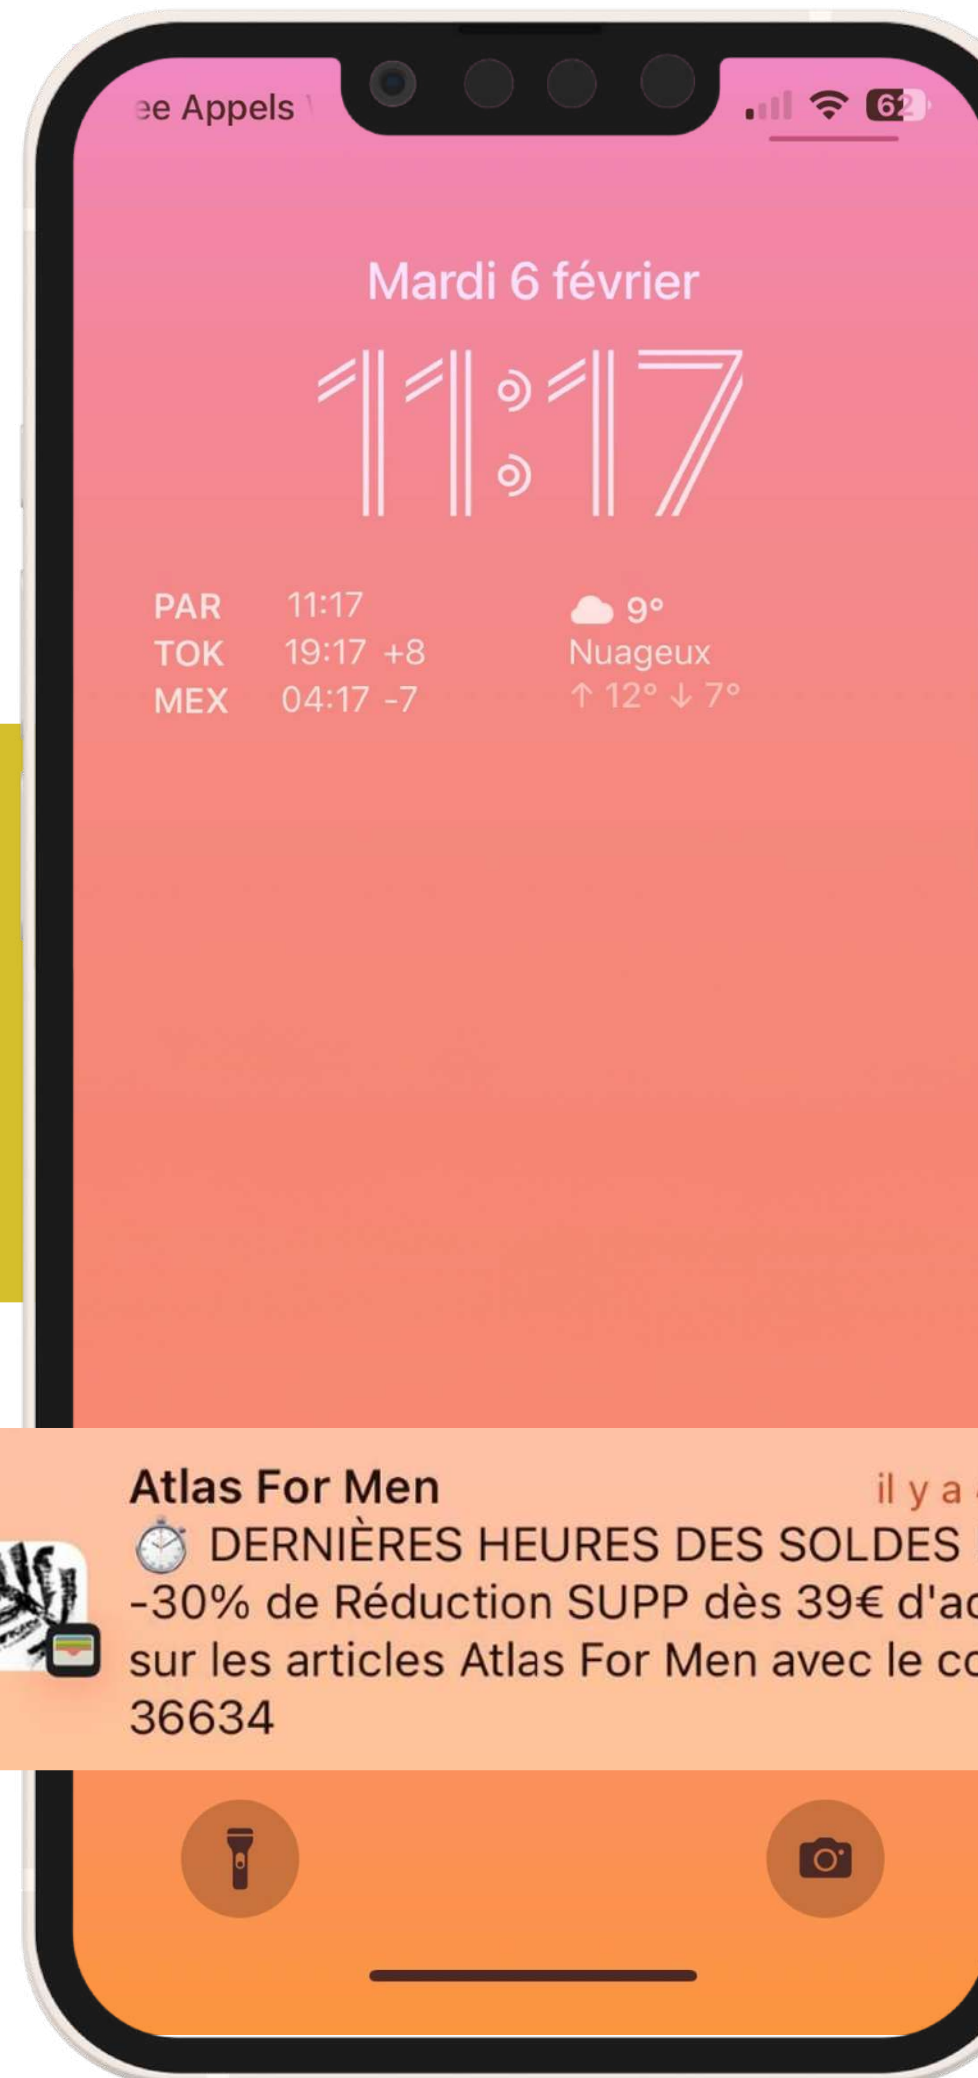 ee Appels
62
Mardi 6 février
11:17
PAR 11:17
TOK 19:17 +8
MEX 04:17 -7
9°
Nuageux
↑ 12° ↓ 7°
Atlas For Men il y a
DERNIÈRES HEURES DES SOLDES
-30% de Réduction SUPP dès 39€
sur les articles Atlas For Men avec le
36634